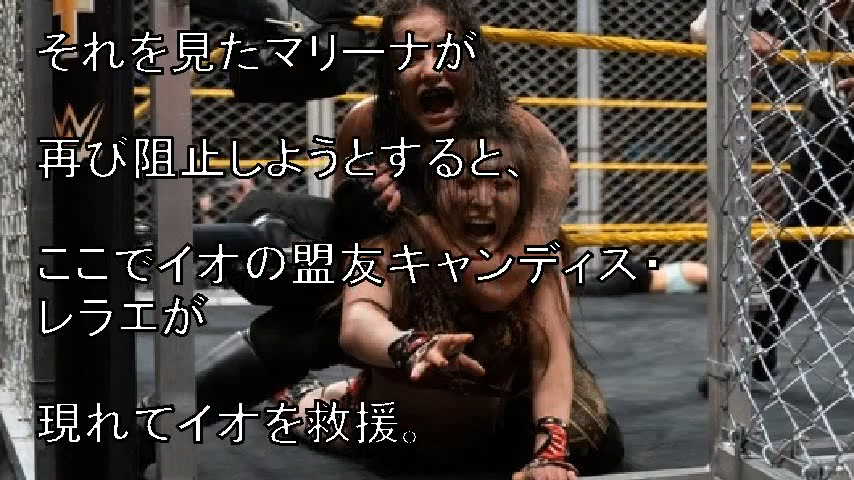 それを見たマリーナが
再び阻止しようとすると、
ここでイオの盟友キャンディス・
レラエが
現れてイオを救援。